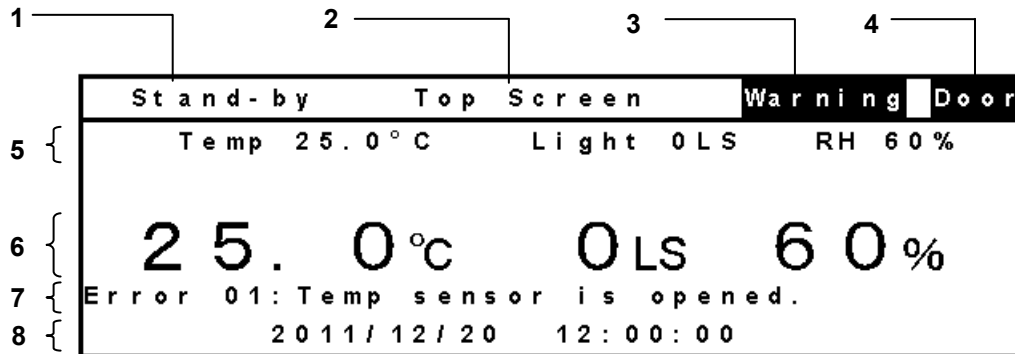 1 2 3 4
Stand-by Top Screen Warning Door
5 Temp 25.0°C Light 0LS RH 60%
6 25.0℃ 0LS 60%
7 Error 01:Temp sensor is opened.
8 2011/12/20 12:00:00